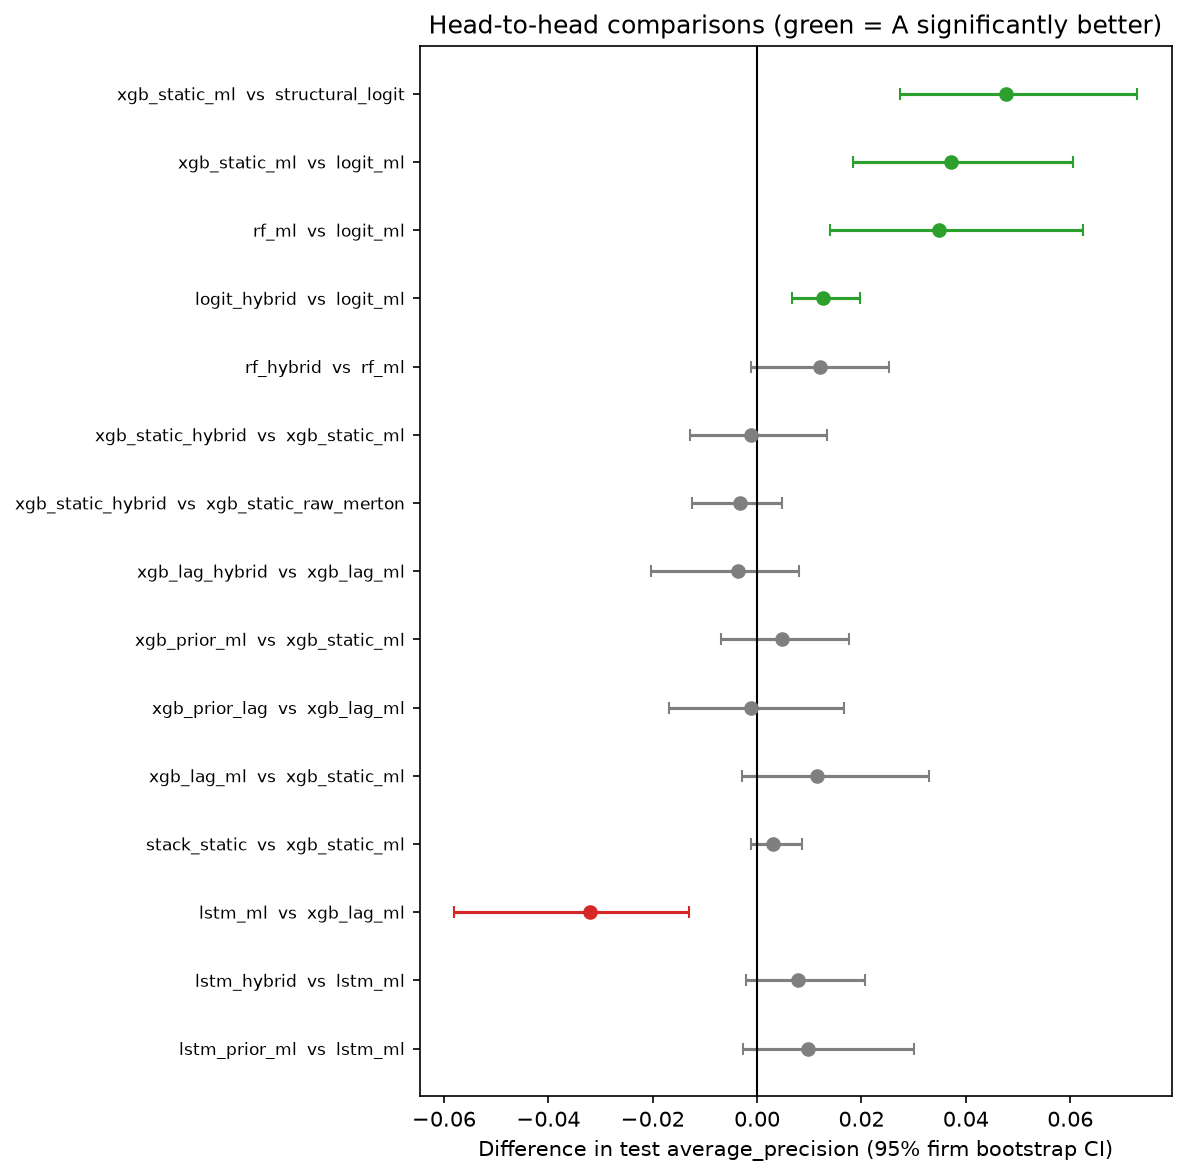 Head-to-head comparisons (green = A significantly better)
xgb_static_ml vs structural_logit
xgb_static_ml vs logit_ml
rf_ml vs logit_ml
logit_hybrid vs logit_ml
rf_hybrid vs rf_ml
xgb_static_hybrid vs xgb_static_ml
xgb_static_hybrid vs xgb_static_raw_merton
xgb_lag_hybrid vs xgb_lag_ml
xgb_prior_ml vs xgb_static_ml
xgb_prior_lag vs xgb_lag_ml
xgb_lag_ml vs xgb_static_ml
stack_static vs xgb_static_ml
lstm_ml vs xgb_lag_ml
lstm_hybrid vs lstm_ml
lstm_prior_ml vs lstm_ml
−0.06 −0.04 −0.02 0.00 0.02 0.04 0.06
Difference in test average_precision (95% firm bootstrap CI)